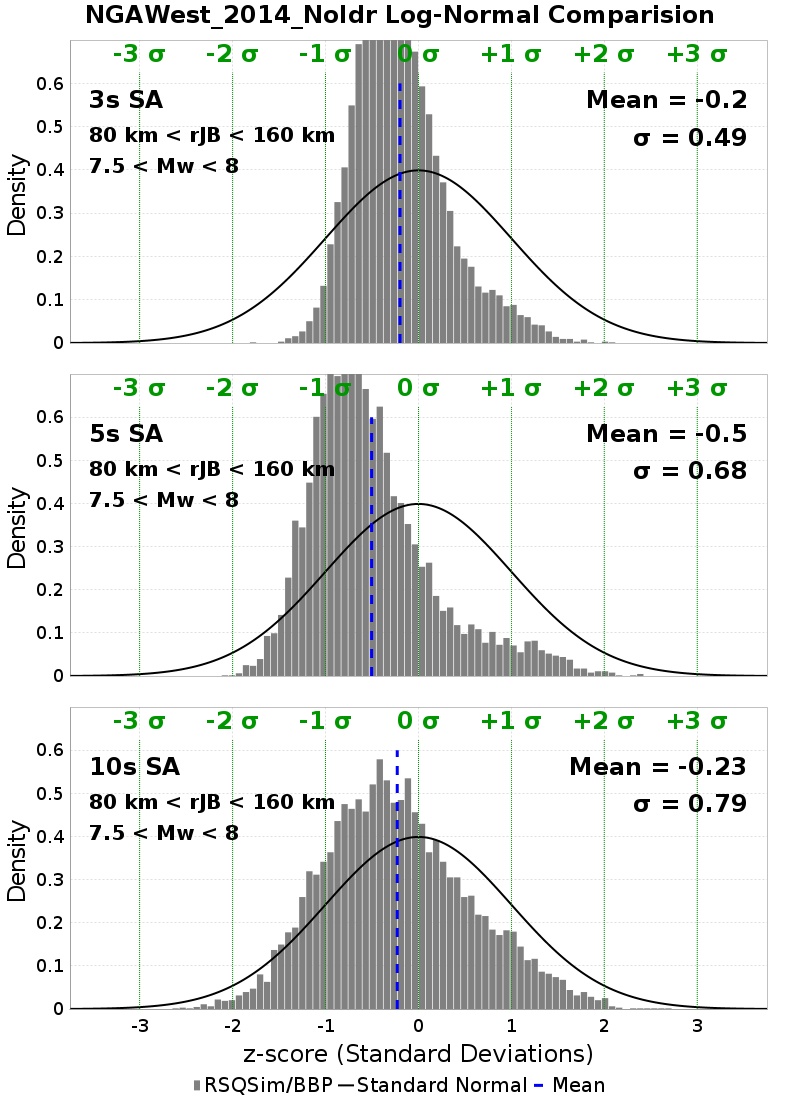 NGAWest_2014_NoIdr Log-Normal Comparision
-3 σ -2 σ -1 σ 0 σ +1 σ +2 σ +3 σ
3s SA Mean = -0.2
80 km < rJB < 160 km σ = 0.49
7.5 < Mw < 8
Density
0.6
0.5
0.4
0.3
0.2
0.1
0
-3 σ -2 σ -1 σ 0 σ +1 σ +2 σ +3 σ
5s SA Mean = -0.5
80 km < rJB < 160 km σ = 0.68
7.5 < Mw < 8
Density
0.6
0.5
0.4
0.3
0.2
0.1
0
-3 σ -2 σ -1 σ 0 σ +1 σ +2 σ +3 σ
10s SA Mean = -0.23
80 km < rJB < 160 km σ = 0.79
7.5 < Mw < 8
Density
0.6
0.5
0.4
0.3
0.2
0.1
0
-3 -2 -1 0 1 2 3
z-score (Standard Deviations)
RSQSim/BBP Standard Normal Mean